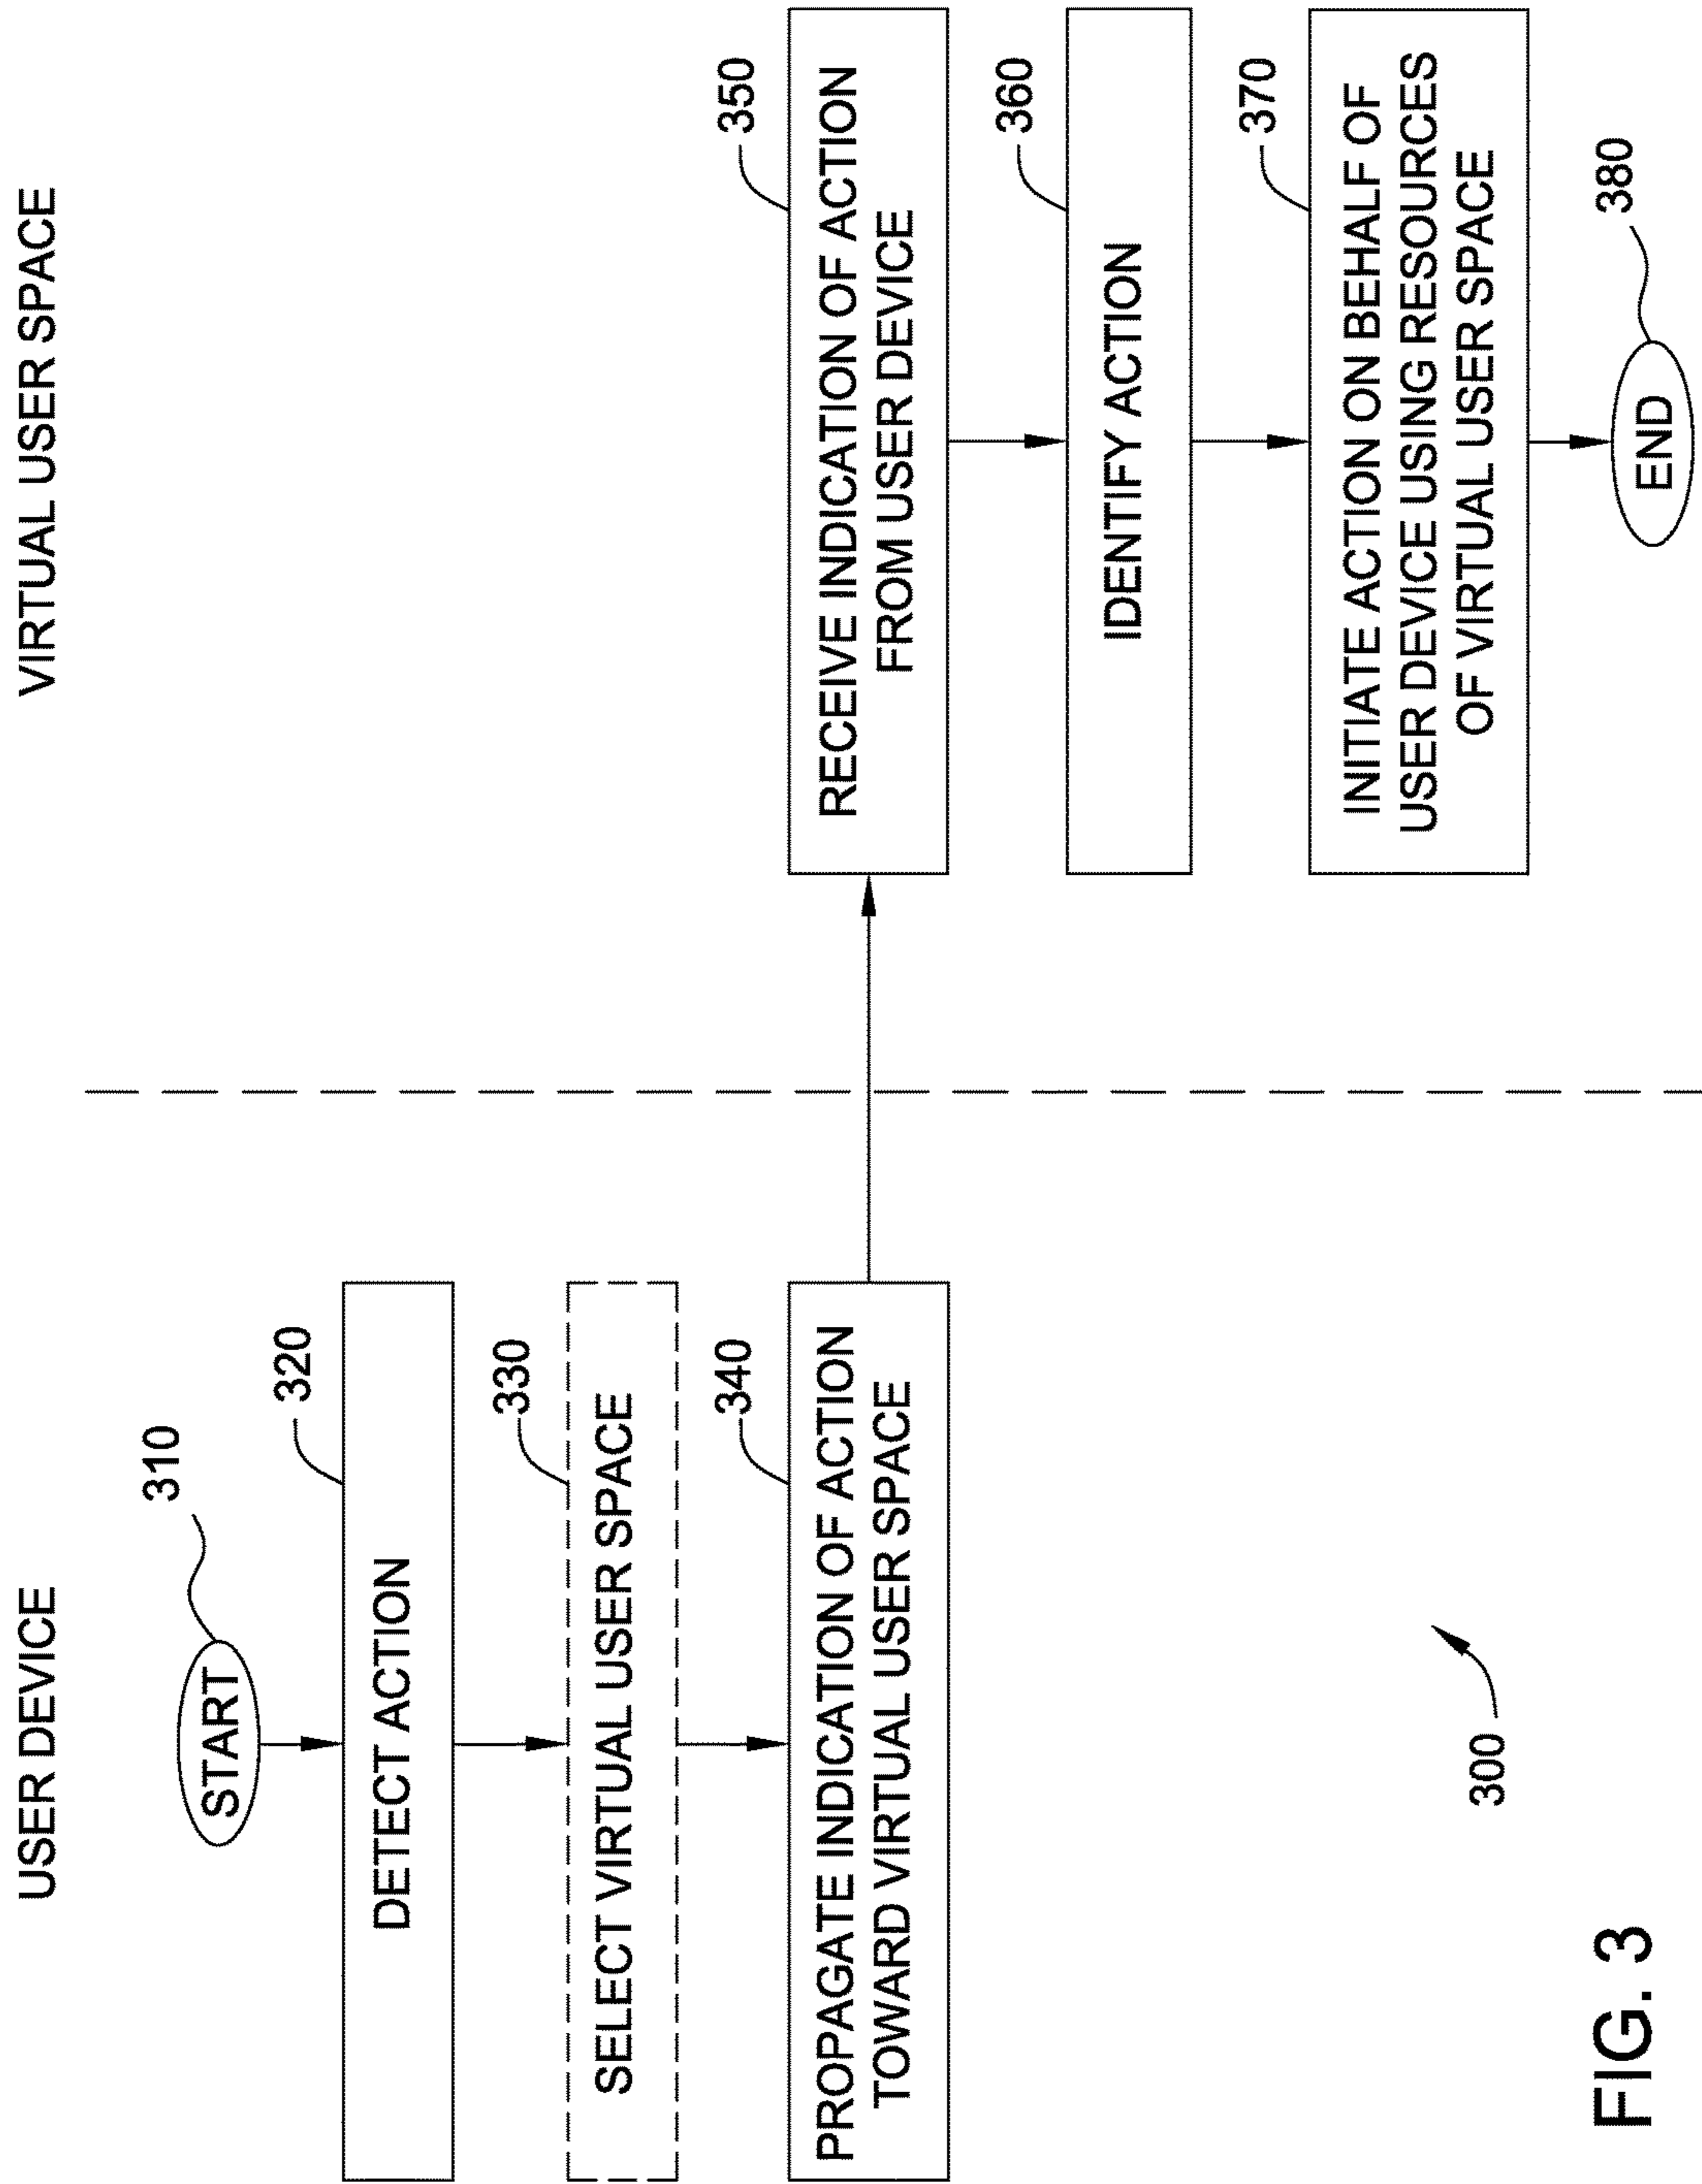 USER DEVICE
VIRTUAL USER SPACE
START
310
DETECT ACTION
320
SELECT VIRTUAL USER SPACE
330
PROPAGATE INDICATION OF ACTION
TOWARD VIRTUAL USER SPACE
340
RECEIVE INDICATION OF ACTION
FROM USER DEVICE
350
IDENTIFY ACTION
360
INITIATE ACTION ON BEHALF OF
USER DEVICE USING RESOURCES
OF VIRTUAL USER SPACE
370
END
380
300
FIG. 3